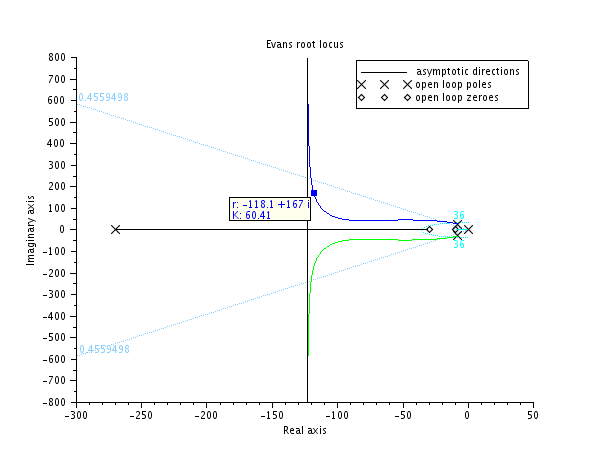 Evans root locus
asymptotic directions
open loop poles
open loop zeroes
800
700
600
500
400
300
200
100
0
-100
-200
-300
-400
-500
-600
-700
-800
Imaginary axis
0.4559498
0.4559498
r: -118.1 +167 i
K: 60.41
36
36
-300 -250 -200 -150 -100 -50 0 50
Real axis